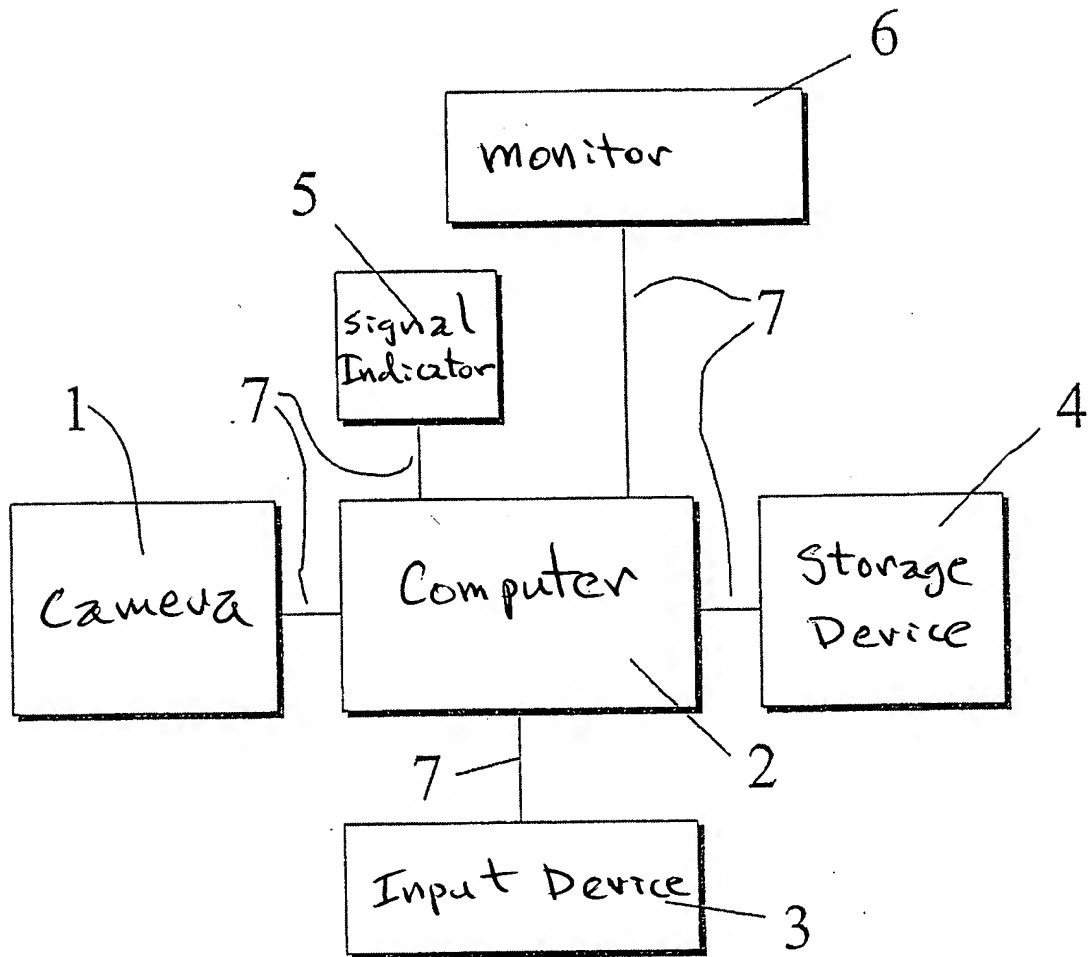 6
monitor
5
signal
Indicator
7
7
1
4
Camera
Computer
Storage
Device
2
7
Input Device
3